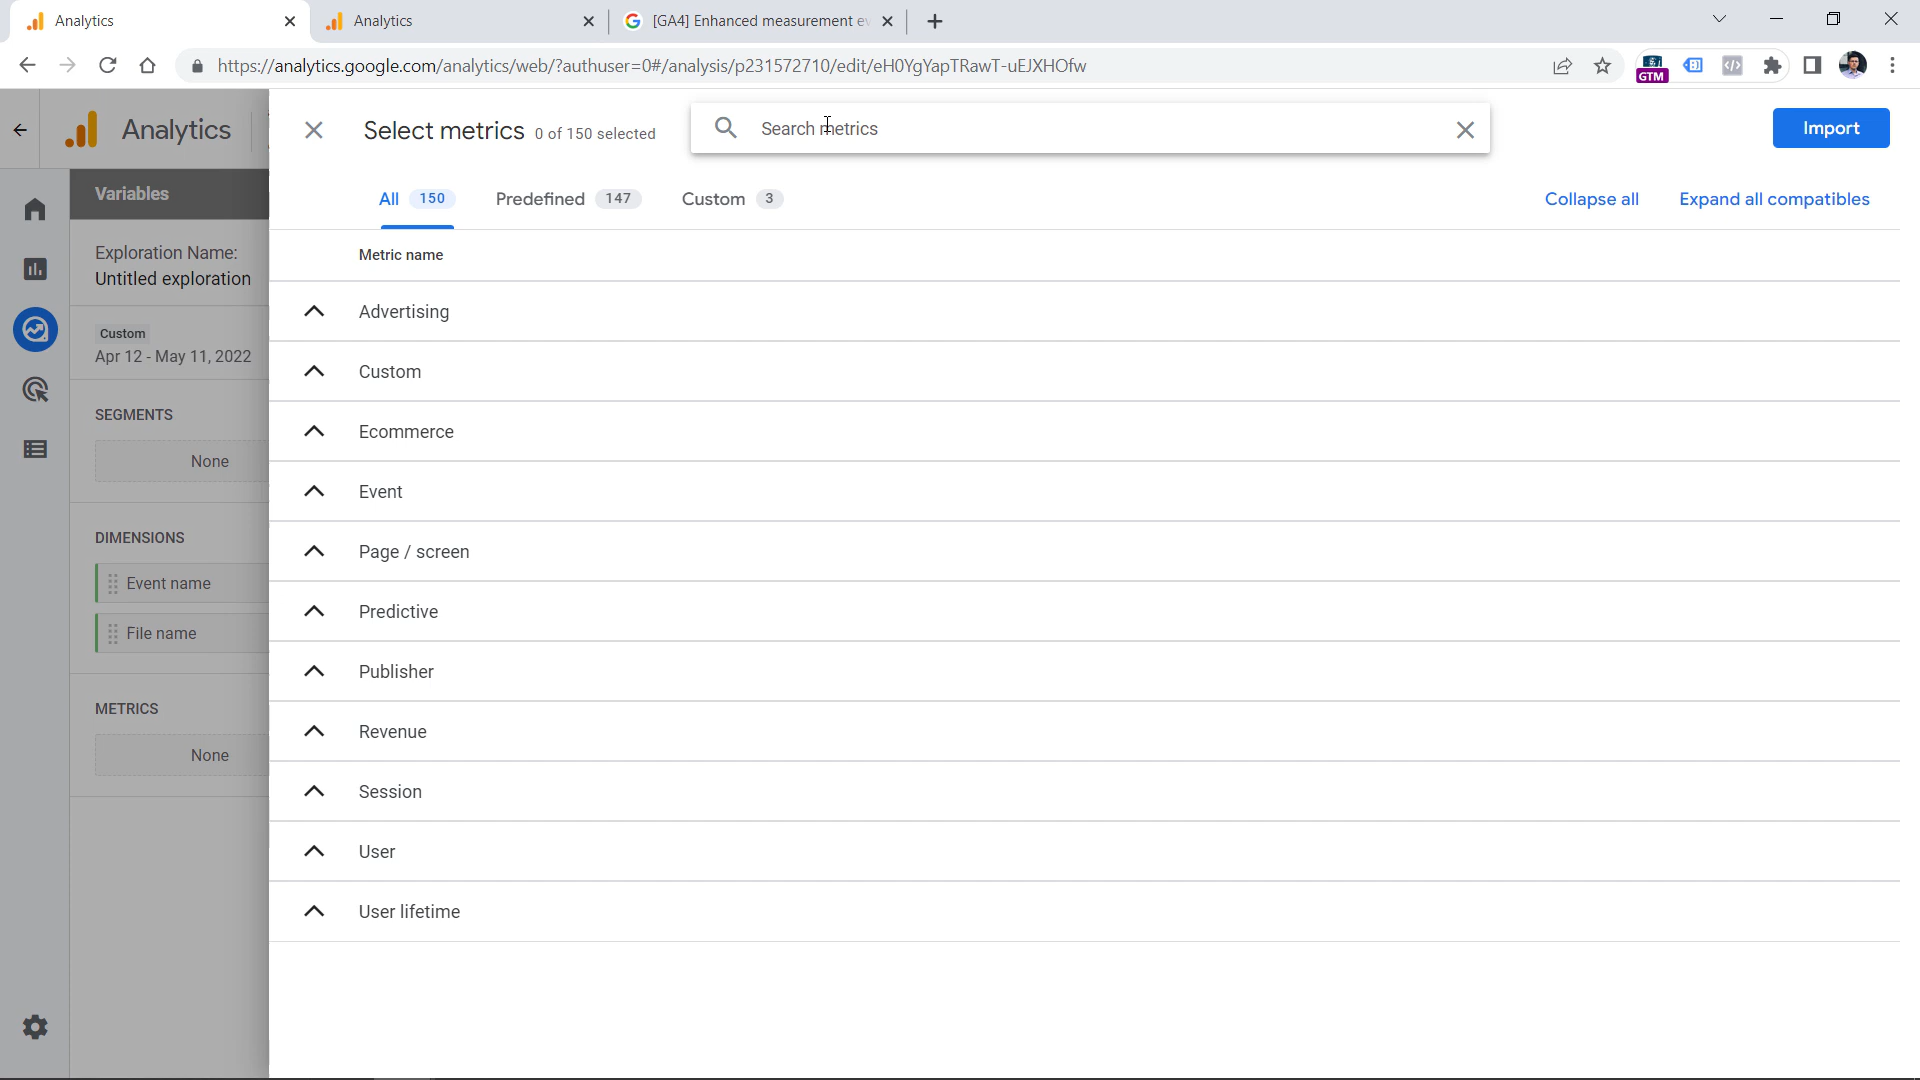 Analytics
Analytics
[GA4] Enhanced measurement ev
https://analytics.google.com/analytics/web/?authuser=0#/analysis/p231572710/edit/eH0YgYapTRawT-uEJXHOfw
GTM
Analytics
Select metrics 0 of 150 selected
Search metrics
Import
Variables
All 150 Predefined 147 Custom 3
Collapse all Expand all compatibles
Exploration Name:
Untitled exploration
Metric name
Custom
Apr 12 - May 11, 2022
Advertising
Custom
SEGMENTS
None
Ecommerce
Event
DIMENSIONS
Event name
File name
Page / screen
Predictive
Publisher
METRICS
None
Revenue
Session
User
User lifetime